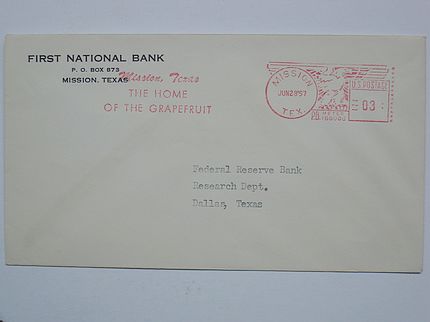 FIRST NATIONAL BANK
P. O. BOX 873
MISSION, TEXAS
Mission, Texas
THE HOME
OF THE GRAPEFRUIT
MISSION
JUN 28 '57
TEX.
U.S. POSTAGE
03
P.B. METER
Federal Reserve Bank
Research Dept.
Dallas, Texas